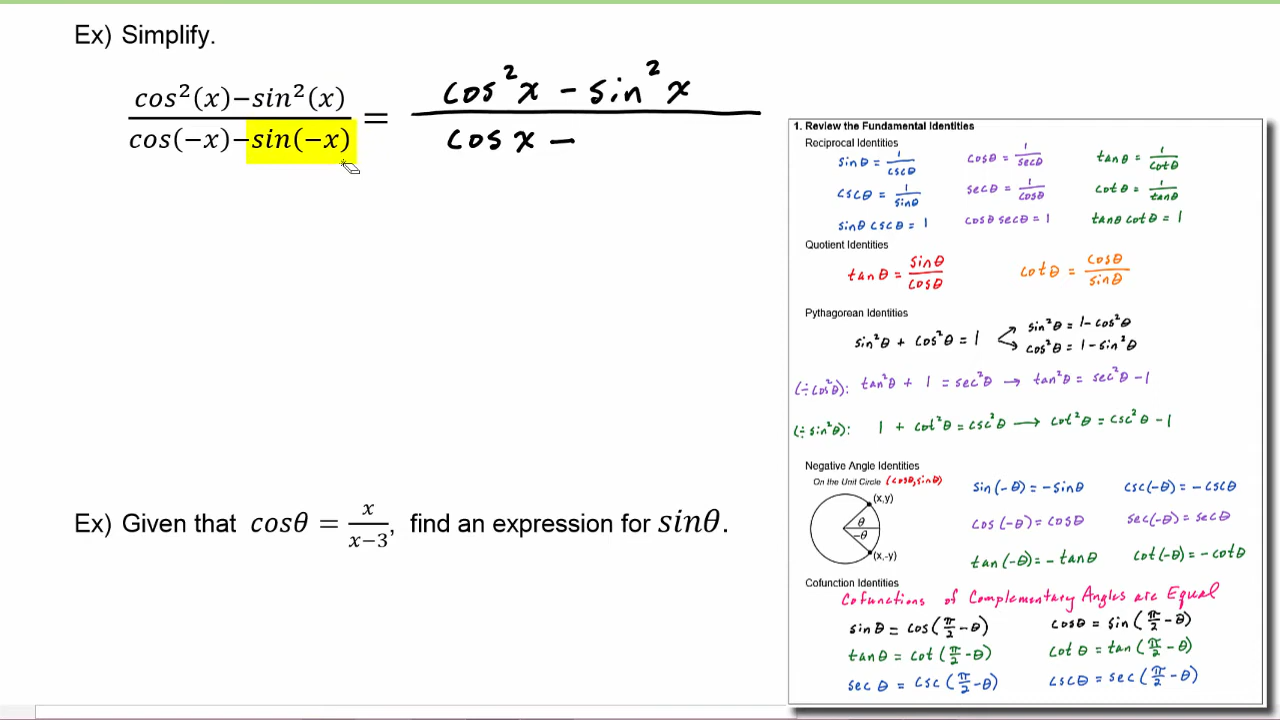 Ex) Simplify.
cos²(x)−sin²(x) / cos(−x)−sin(−x) = cos²x − sin²x / cos x −
1. Review the Fundamental Identities
Reciprocal Identities
sinθ = 1/cscθ cosθ = 1/secθ tanθ = 1/cotθ
cscθ = 1/sinθ secθ = 1/cosθ cotθ = 1/tanθ
sinθ cscθ = 1 cosθ secθ = 1 tanθ cotθ = 1
Quotient Identities
tanθ = sinθ/cosθ cotθ = cosθ/sinθ
Pythagorean Identities
sin²θ + cos²θ = 1 sin²θ = 1 − cos²θ
cos²θ = 1 − sin²θ
(÷cos²θ): tan²θ + 1 = sec²θ → tan²θ = sec²θ − 1
(÷sin²θ): 1 + cot²θ = csc²θ → cot²θ = csc²θ − 1
Negative Angle Identities
On the Unit Circle (cosθ, sinθ)
(x,y)
θ
−θ
(x,-y)
sin(−θ) = −sinθ csc(−θ) = −cscθ
cos(−θ) = cosθ sec(−θ) = secθ
tan(−θ) = −tanθ cot(−θ) = −cotθ
Cofunction Identities
Cofunctions of Complementary Angles are Equal
sinθ = cos(π/2 − θ) cosθ = sin(π/2 − θ)
tanθ = cot(π/2 − θ) cotθ = tan(π/2 − θ)
secθ = csc(π/2 − θ) cscθ = sec(π/2 − θ)
Ex) Given that cosθ = x/x−3, find an expression for sinθ.